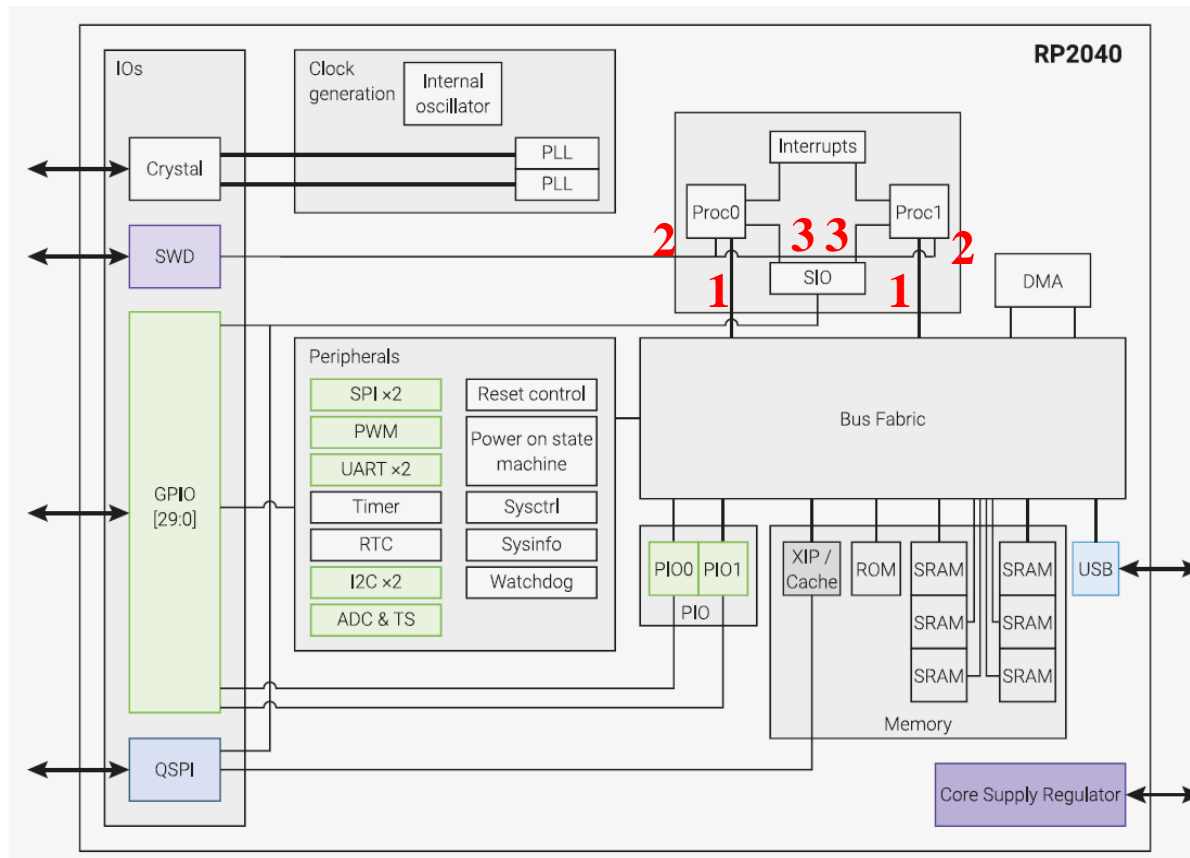 RP2040
IOs
Clock
generation
Internal
oscillator
Crystal
PLL
PLL
Interrupts
Proc0
Proc1
SWD
2
3
3
2
SIO
1
1
DMA
Peripherals
SPI ×2
Reset control
PWM
Power on state
machine
UART ×2
Bus Fabric
GPIO
[29:0]
Timer
Sysctrl
RTC
Sysinfo
I2C ×2
Watchdog
ADC & TS
PIO0
PIO1
PIO
XIP /
Cache
ROM
SRAM
SRAM
USB
SRAM
SRAM
SRAM
SRAM
Memory
QSPI
Core Supply Regulator